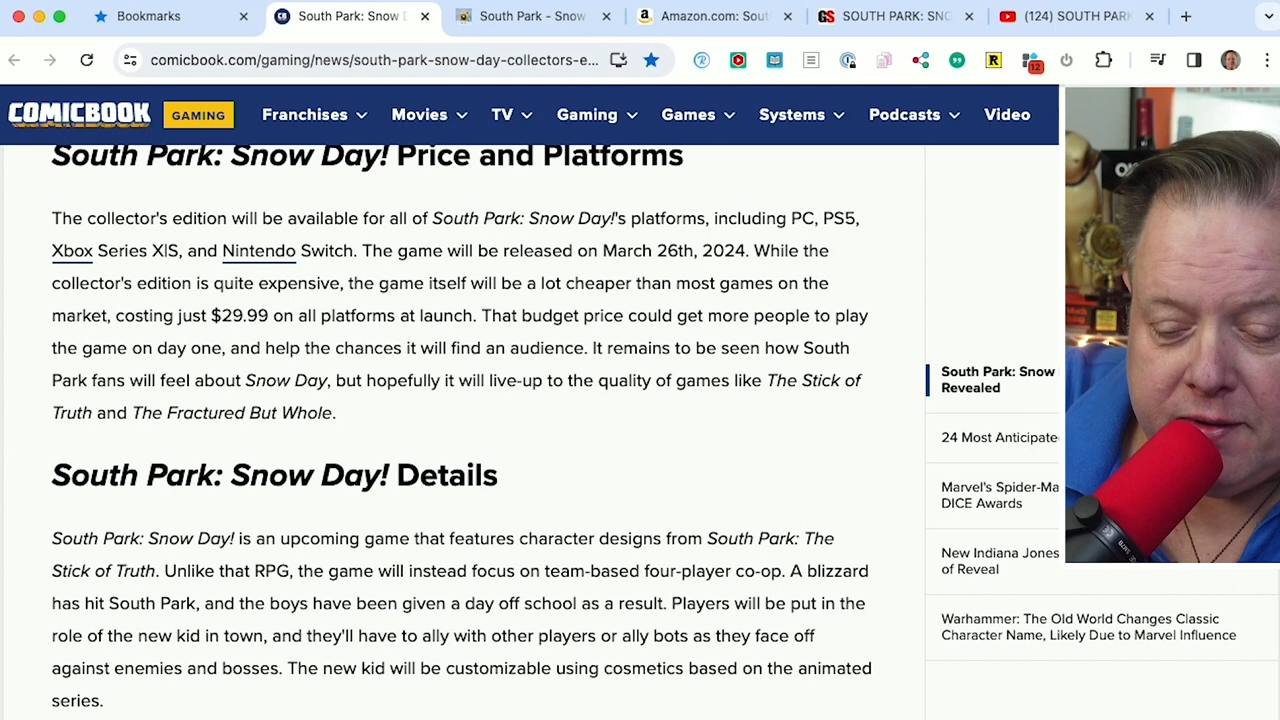 Bookmarks
South Park: Snow D
South Park - Snow
Amazon.com: Sout
GS SOUTH PARK: SNO
(124) SOUTH PARK
comicbook.com/gaming/news/south-park-snow-day-collectors-e...
12
COMICBOOK GAMING Franchises Movies TV Gaming Games Systems Podcasts Video
South Park: Snow Day! Price and Platforms
The collector's edition will be available for all of South Park: Snow Day!'s platforms, including PC, PS5,
Xbox Series X|S, and Nintendo Switch. The game will be released on March 26th, 2024. While the
collector's edition is quite expensive, the game itself will be a lot cheaper than most games on the
market, costing just $29.99 on all platforms at launch. That budget price could get more people to play
the game on day one, and help the chances it will find an audience. It remains to be seen how South
Park fans will feel about Snow Day, but hopefully it will live-up to the quality of games like The Stick of
Truth and The Fractured But Whole.
South Park: Snow Day! Details
South Park: Snow Day! is an upcoming game that features character designs from South Park: The
Stick of Truth. Unlike that RPG, the game will instead focus on team-based four-player co-op. A blizzard
has hit South Park, and the boys have been given a day off school as a result. Players will be put in the
role of the new kid in town, and they'll have to ally with other players or ally bots as they face off
against enemies and bosses. The new kid will be customizable using cosmetics based on the animated
series.
South Park: Snow
Revealed
24 Most Anticipate
Marvel's Spider-Ma
DICE Awards
New Indiana Jones
of Reveal
Warhammer: The Old World Changes Classic
Character Name, Likely Due to Marvel Influence